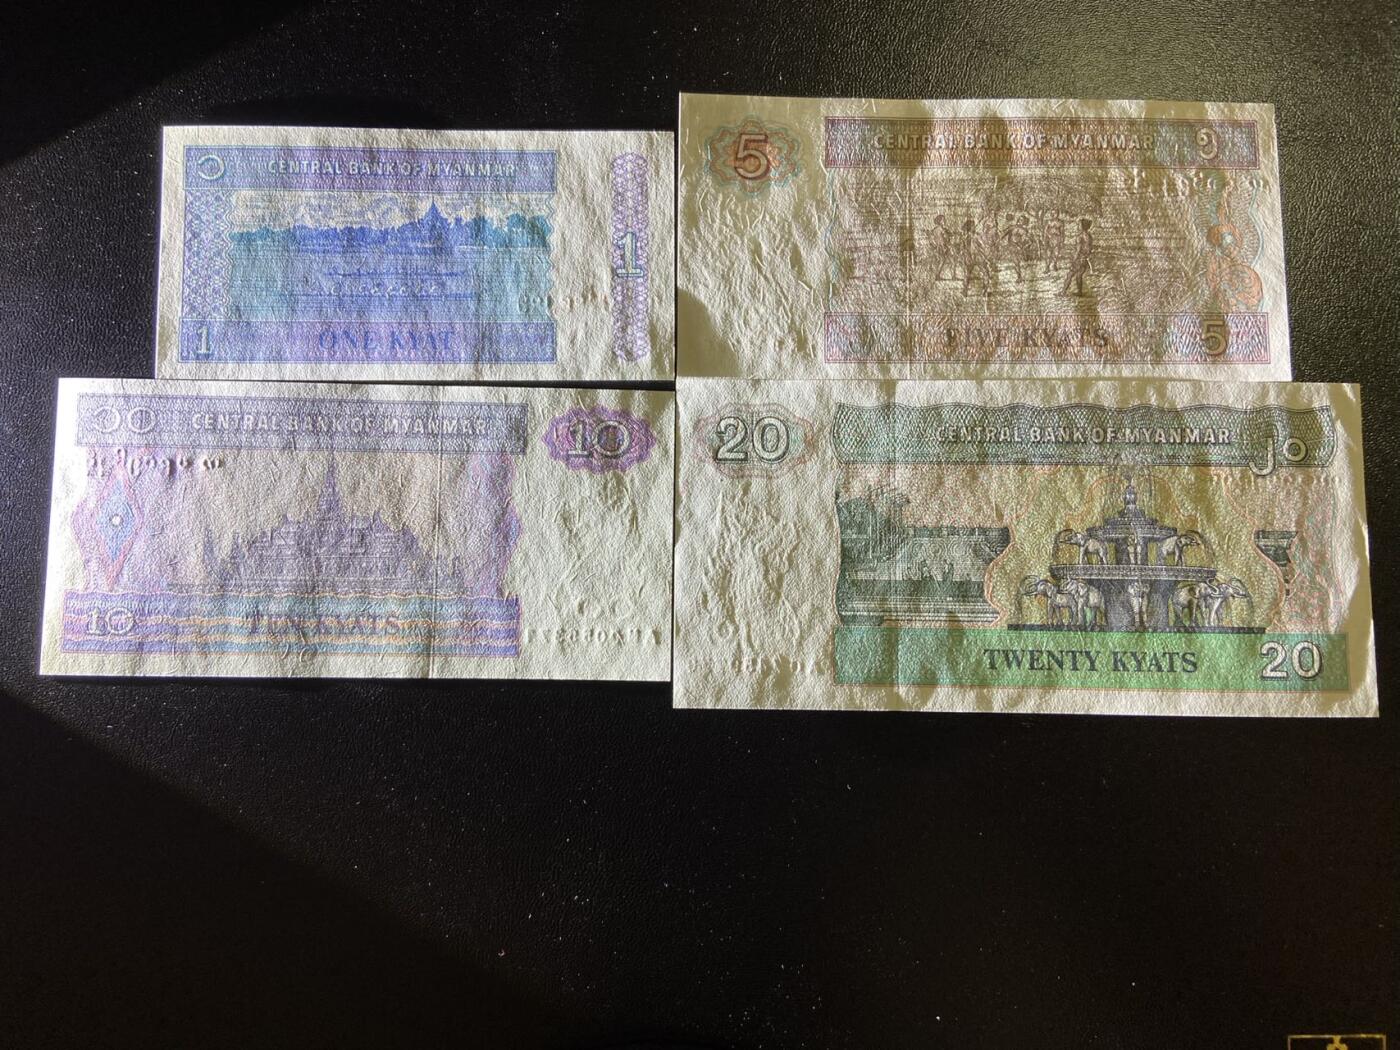 ၁ CENTRAL BANK OF MYANMAR
1
1 ONE KYAT
5 CENTRAL BANK OF MYANMAR ၅
FIVE KYATS 5
၁၀ CENTRAL BANK OF MYANMAR 10
10 TEN KYATS
20 CENTRAL BANK OF MYANMAR ၂၀
TWENTY KYATS 20